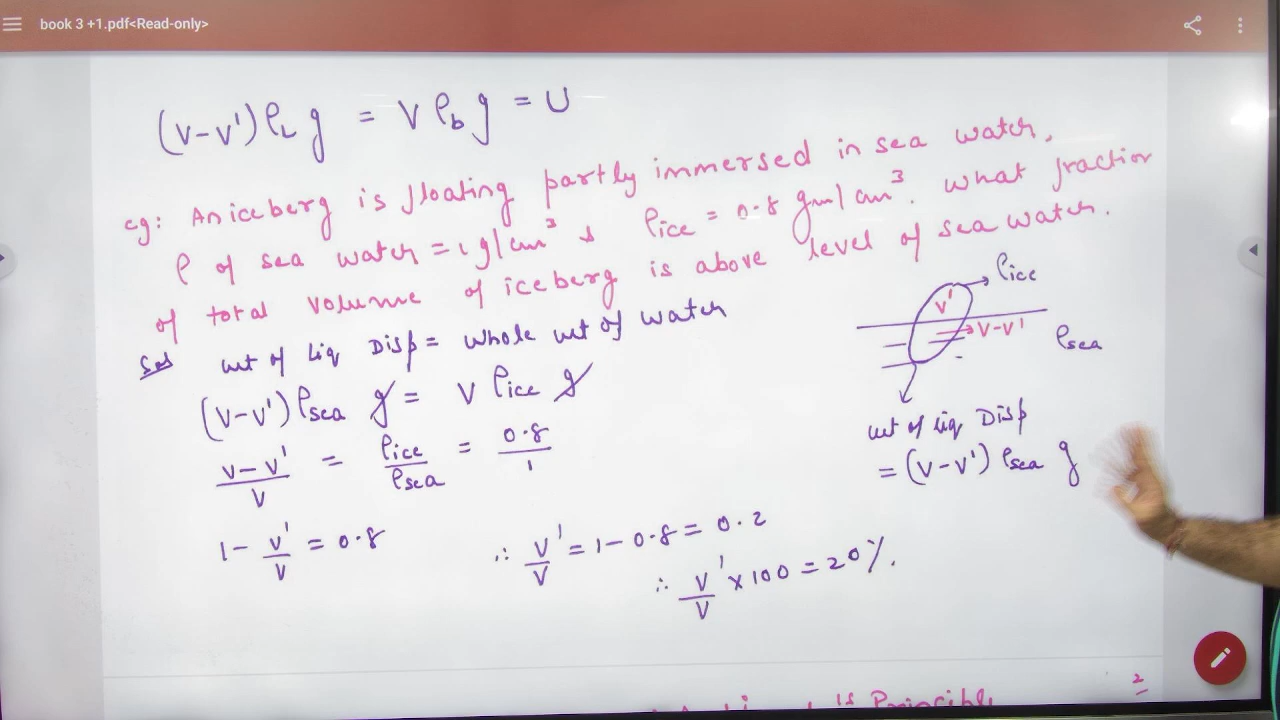 book 3 +1.pdf<Read-only>
(V-V')ρL g = V ρb g = U
eg: An iceberg is floating partly immersed in sea water,
ρ of sea water = 1 g/cm³ & ρice = 0.8 gm/cm³. what fraction
of total volume of iceberg is above level of sea water.
Sol wt of liq Disp = whole wt of water
(V-V')ρsea g = V ρice g
V-V'/V = ρice/ρsea = 0.8/1
1 - V'/V = 0.8
∴ V'/V = 1-0.8 = 0.2
∴ V'/V × 100 = 20%.
ρice
V'
V-V'
ρsea
wt of liq Disp
= (V-V') ρsea g
2
's Principle